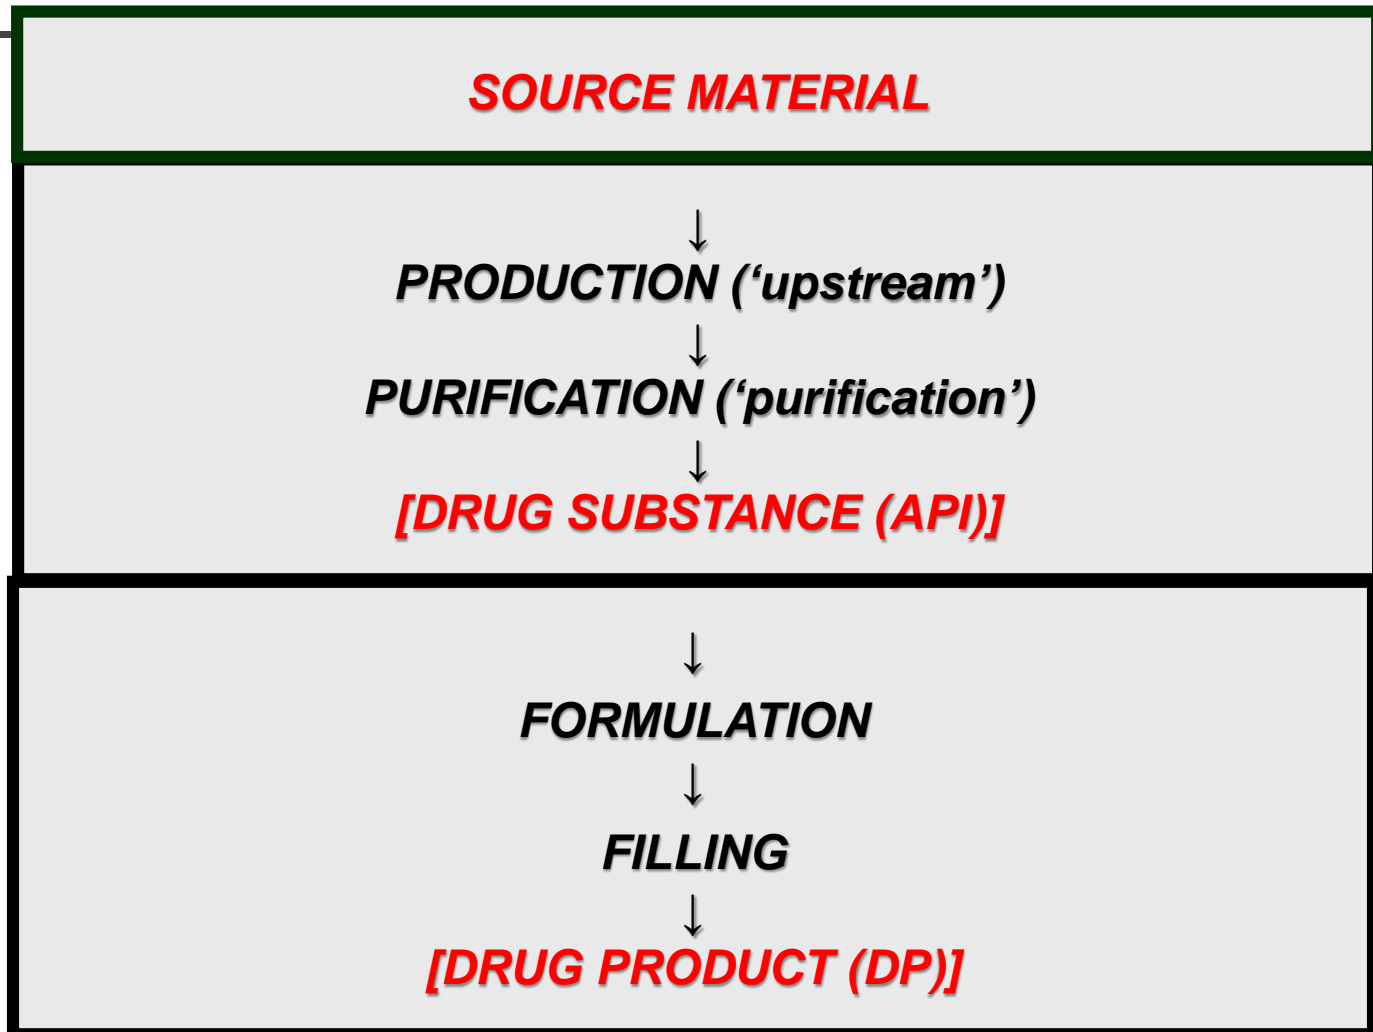 SOURCE MATERIAL
↓
PRODUCTION (‘upstream’)
↓
PURIFICATION (‘purification’)
↓
[DRUG SUBSTANCE (API)]
↓
FORMULATION
↓
FILLING
↓
[DRUG PRODUCT (DP)]